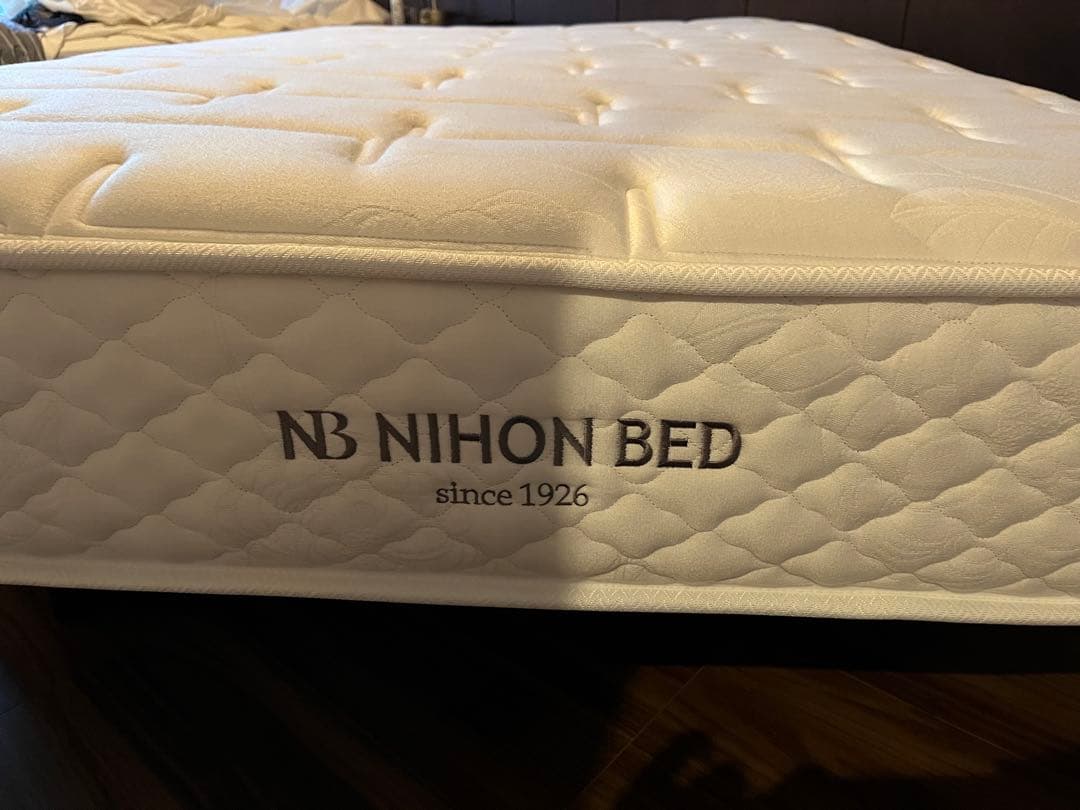 NB NIHON BED
since 1926